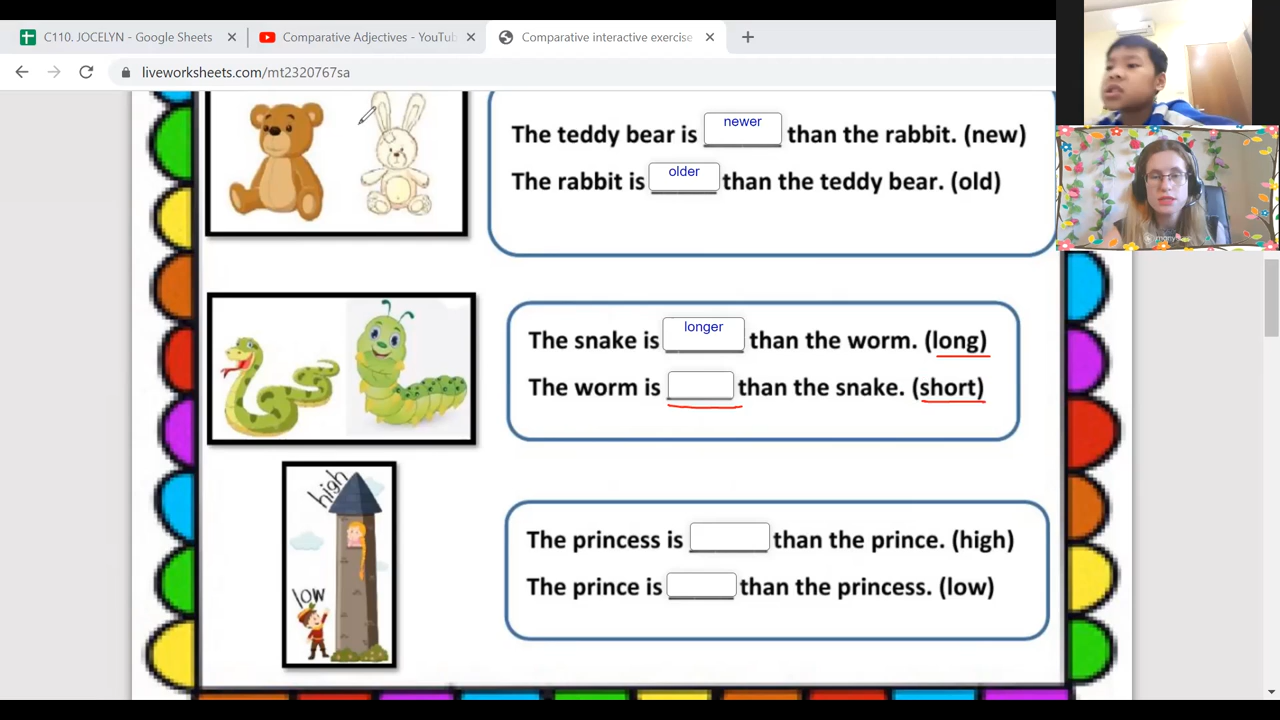 C110. JOCELYN - Google Sheets
Comparative Adjectives - YouTu
Comparative interactive exercise
liveworksheets.com/mt2320767sa
The teddy bear is newer than the rabbit. (new)
The rabbit is older than the teddy bear. (old)
The snake is longer than the worm. (long)
The worm is than the snake. (short)
high
low
The princess is than the prince. (high)
The prince is than the princess. (low)